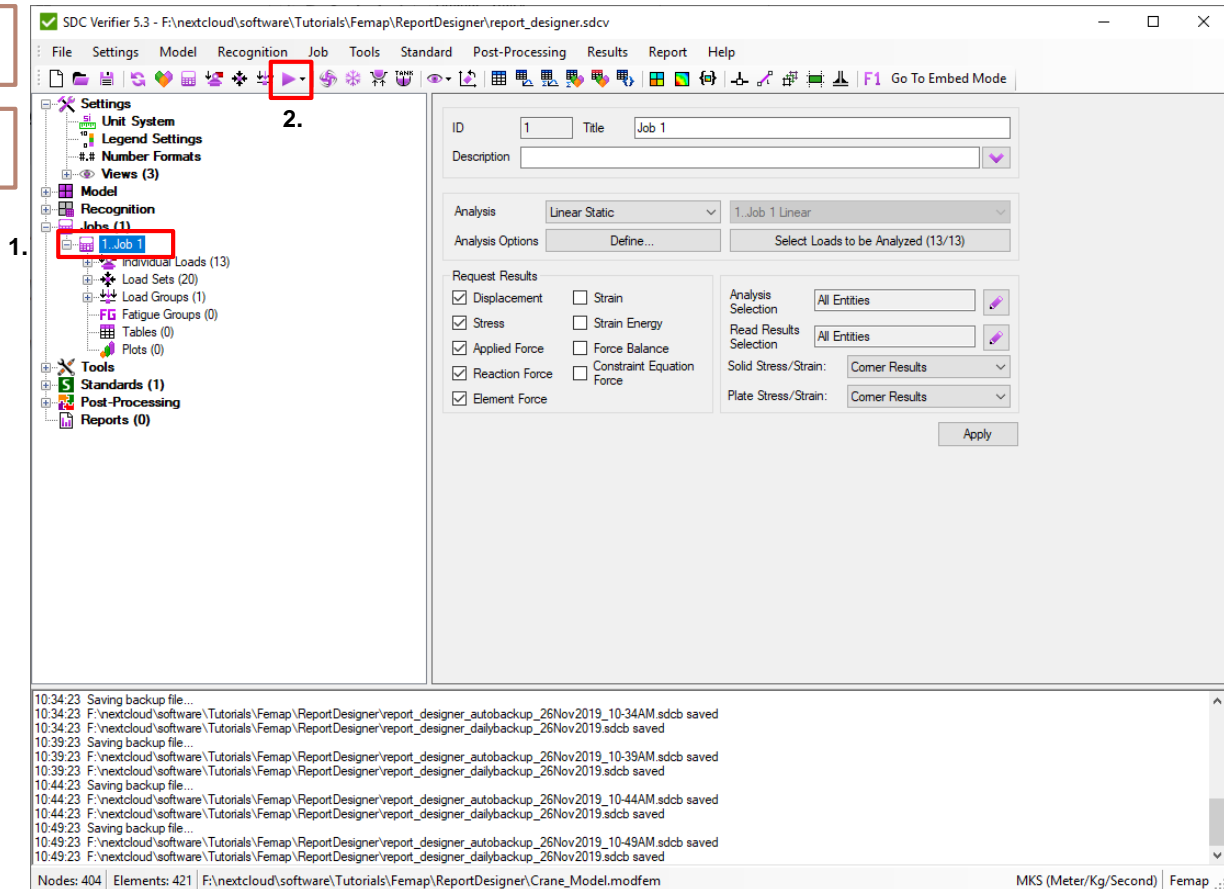 SDC Verifier 5.3 - F:\nextcloud\software\Tutorials\Femap\ReportDesigner\report_designer.sdcv
File Settings Model Recognition Job Tools Standard Post-Processing Results Report Help
TANK F1 Go To Embed Mode
2.
Settings
Unit System
Legend Settings
Number Formats
Views (3)
Model
Recognition
Jobs (1)
1.
1..Job 1
Individual Loads (13)
Load Sets (20)
Load Groups (1)
FG Fatigue Groups (0)
Tables (0)
Plots (0)
Tools
S Standards (1)
Post-Processing
Reports (0)
ID 1 Title Job 1
Description
Analysis Linear Static 1..Job 1 Linear
Analysis Options Define... Select Loads to be Analyzed (13/13)
Request Results
Displacement Strain
Stress Strain Energy
Applied Force Force Balance
Reaction Force Constraint Equation Force
Element Force
Analysis Selection All Entities
Read Results Selection All Entities
Solid Stress/Strain: Corner Results
Plate Stress/Strain: Corner Results
Apply
10:34:23 Saving backup file...
10:34:23 F:\nextcloud\software\Tutorials\Femap\ReportDesigner\report_designer_autobackup_26Nov2019_10-34AM.sdcb saved
10:34:23 F:\nextcloud\software\Tutorials\Femap\ReportDesigner\report_designer_dailybackup_26Nov2019.sdcb saved
10:39:23 Saving backup file...
10:39:23 F:\nextcloud\software\Tutorials\Femap\ReportDesigner\report_designer_autobackup_26Nov2019_10-39AM.sdcb saved
10:39:23 F:\nextcloud\software\Tutorials\Femap\ReportDesigner\report_designer_dailybackup_26Nov2019.sdcb saved
10:44:23 Saving backup file...
10:44:23 F:\nextcloud\software\Tutorials\Femap\ReportDesigner\report_designer_autobackup_26Nov2019_10-44AM.sdcb saved
10:44:23 F:\nextcloud\software\Tutorials\Femap\ReportDesigner\report_designer_dailybackup_26Nov2019.sdcb saved
10:49:23 Saving backup file...
10:49:23 F:\nextcloud\software\Tutorials\Femap\ReportDesigner\report_designer_autobackup_26Nov2019_10-49AM.sdcb saved
10:49:23 F:\nextcloud\software\Tutorials\Femap\ReportDesigner\report_designer_dailybackup_26Nov2019.sdcb saved
Nodes: 404 Elements: 421 F:\nextcloud\software\Tutorials\Femap\ReportDesigner\Crane_Model.modfem MKS (Meter/Kg/Second) Femap